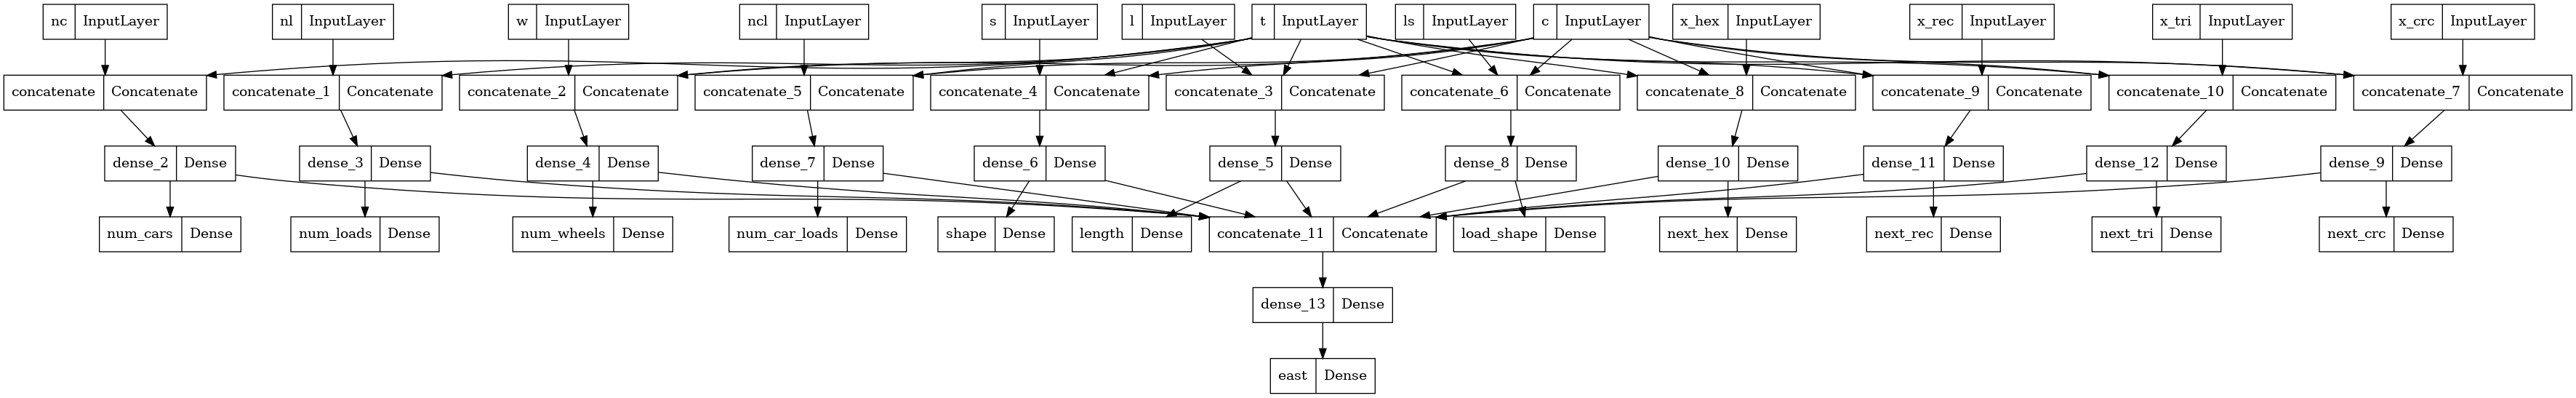 nc InputLayer
nl InputLayer
w InputLayer
ncl InputLayer
s InputLayer
l InputLayer
t InputLayer
ls InputLayer
c InputLayer
x_hex InputLayer
x_rec InputLayer
x_tri InputLayer
x_crc InputLayer
concatenate Concatenate
concatenate_1 Concatenate
concatenate_2 Concatenate
concatenate_5 Concatenate
concatenate_4 Concatenate
concatenate_3 Concatenate
concatenate_6 Concatenate
concatenate_8 Concatenate
concatenate_9 Concatenate
concatenate_10 Concatenate
concatenate_7 Concatenate
dense_2 Dense
dense_3 Dense
dense_4 Dense
dense_7 Dense
dense_6 Dense
dense_5 Dense
dense_8 Dense
dense_10 Dense
dense_11 Dense
dense_12 Dense
dense_9 Dense
num_cars Dense
num_loads Dense
num_wheels Dense
num_car_loads Dense
shape Dense
length Dense
concatenate_11 Concatenate
load_shape Dense
next_hex Dense
next_rec Dense
next_tri Dense
next_crc Dense
dense_13 Dense
east Dense